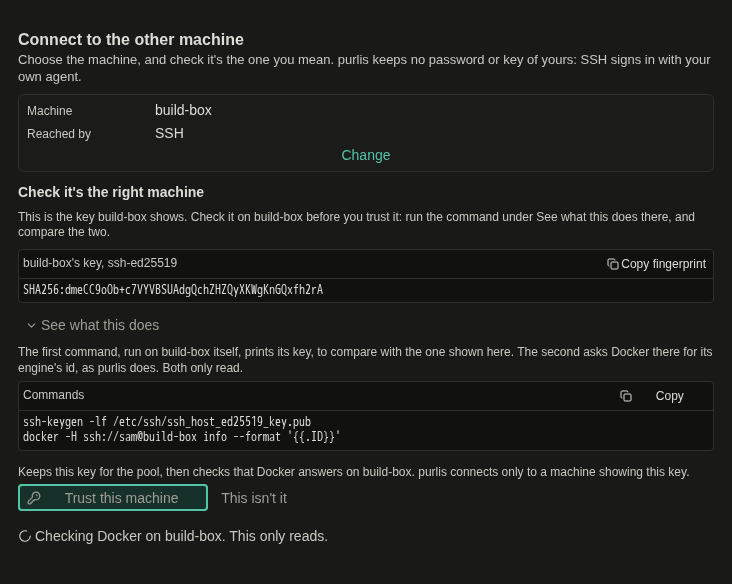 Connect to the other machine
Choose the machine, and check it's the one you mean. purlis keeps no password or key of yours: SSH signs in with your
own agent.
Machine
build-box
Reached by
SSH
Change
Check it's the right machine
This is the key build-box shows. Check it on build-box before you trust it: run the command under See what this does there, and
compare the two.
build-box's key, ssh-ed25519
Copy fingerprint
SHA256:dmeCC9oOb+c7VYVBSUAdgQchZHZQyXKWgKnGQxfh2rA
See what this does
The first command, run on build-box itself, prints its key, to compare with the one shown here. The second asks Docker there for its
engine's id, as purlis does. Both only read.
Commands
Copy
ssh-keygen -lf /etc/ssh/ssh_host_ed25519_key.pub
docker -H ssh://sam@build-box info --format '{{.ID}}'
Keeps this key for the pool, then checks that Docker answers on build-box. purlis connects only to a machine showing this key.
Trust this machine
This isn't it
Checking Docker on build-box. This only reads.